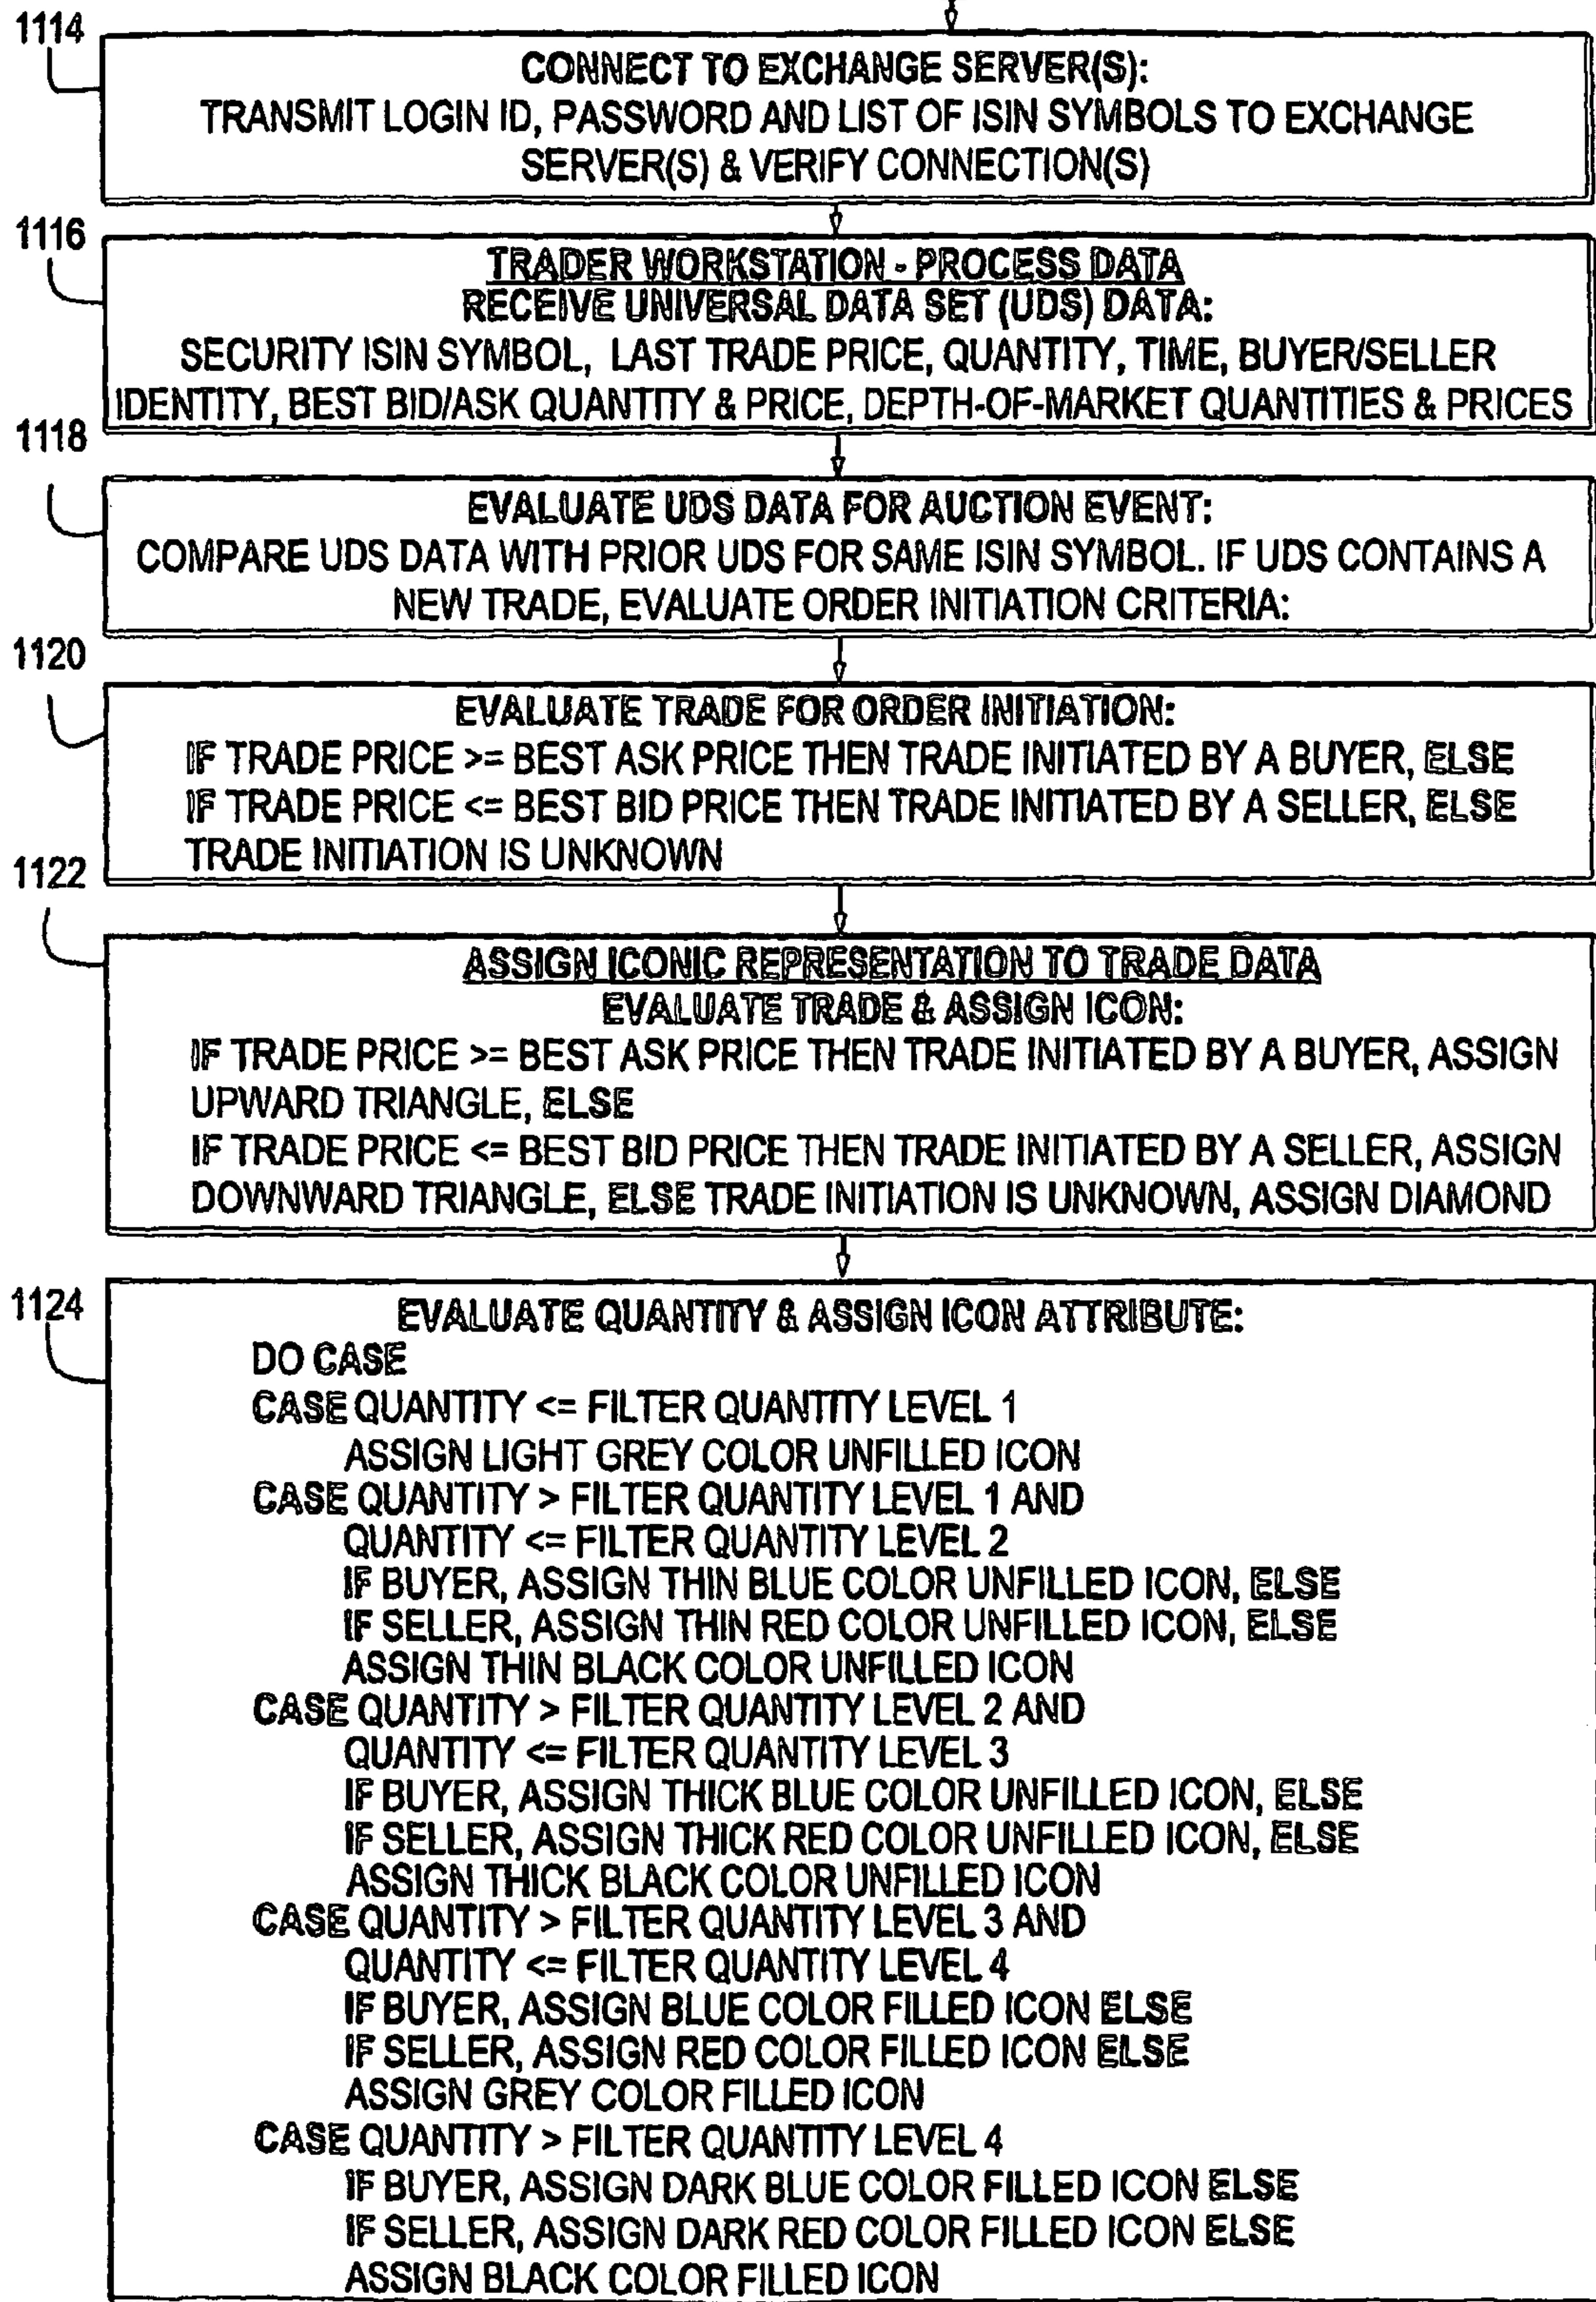 1114
CONNECT TO EXCHANGE SERVER(S):
TRANSMIT LOGIN ID, PASSWORD AND LIST OF ISIN SYMBOLS TO EXCHANGE
SERVER(S) & VERIFY CONNECTION(S)
1116
TRADER WORKSTATION - PROCESS DATA
RECEIVE UNIVERSAL DATA SET (UDS) DATA:
SECURITY ISIN SYMBOL, LAST TRADE PRICE, QUANTITY, TIME, BUYER/SELLER
IDENTITY, BEST BID/ASK QUANTITY & PRICE, DEPTH-OF-MARKET QUANTITIES & PRICES
1118
EVALUATE UDS DATA FOR AUCTION EVENT:
COMPARE UDS DATA WITH PRIOR UDS FOR SAME ISIN SYMBOL. IF UDS CONTAINS A
NEW TRADE, EVALUATE ORDER INITIATION CRITERIA:
1120
EVALUATE TRADE FOR ORDER INITIATION:
IF TRADE PRICE >= BEST ASK PRICE THEN TRADE INITIATED BY A BUYER, ELSE
IF TRADE PRICE <= BEST BID PRICE THEN TRADE INITIATED BY A SELLER, ELSE
TRADE INITIATION IS UNKNOWN
1122
ASSIGN ICONIC REPRESENTATION TO TRADE DATA
EVALUATE TRADE & ASSIGN ICON:
IF TRADE PRICE >= BEST ASK PRICE THEN TRADE INITIATED BY A BUYER, ASSIGN
UPWARD TRIANGLE, ELSE
IF TRADE PRICE <= BEST BID PRICE THEN TRADE INITIATED BY A SELLER, ASSIGN
DOWNWARD TRIANGLE, ELSE TRADE INITIATION IS UNKNOWN, ASSIGN DIAMOND
1124
EVALUATE QUANTITY & ASSIGN ICON ATTRIBUTE:
DO CASE
CASE QUANTITY <= FILTER QUANTITY LEVEL 1
ASSIGN LIGHT GREY COLOR UNFILLED ICON
CASE QUANTITY > FILTER QUANTITY LEVEL 1 AND
QUANTITY <= FILTER QUANTITY LEVEL 2
IF BUYER, ASSIGN THIN BLUE COLOR UNFILLED ICON, ELSE
IF SELLER, ASSIGN THIN RED COLOR UNFILLED ICON, ELSE
ASSIGN THIN BLACK COLOR UNFILLED ICON
CASE QUANTITY > FILTER QUANTITY LEVEL 2 AND
QUANTITY <= FILTER QUANTITY LEVEL 3
IF BUYER, ASSIGN THICK BLUE COLOR UNFILLED ICON, ELSE
IF SELLER, ASSIGN THICK RED COLOR UNFILLED ICON, ELSE
ASSIGN THICK BLACK COLOR UNFILLED ICON
CASE QUANTITY > FILTER QUANTITY LEVEL 3 AND
QUANTITY <= FILTER QUANTITY LEVEL 4
IF BUYER, ASSIGN BLUE COLOR FILLED ICON ELSE
IF SELLER, ASSIGN RED COLOR FILLED ICON ELSE
ASSIGN GREY COLOR FILLED ICON
CASE QUANTITY > FILTER QUANTITY LEVEL 4
IF BUYER, ASSIGN DARK BLUE COLOR FILLED ICON ELSE
IF SELLER, ASSIGN DARK RED COLOR FILLED ICON ELSE
ASSIGN BLACK COLOR FILLED ICON